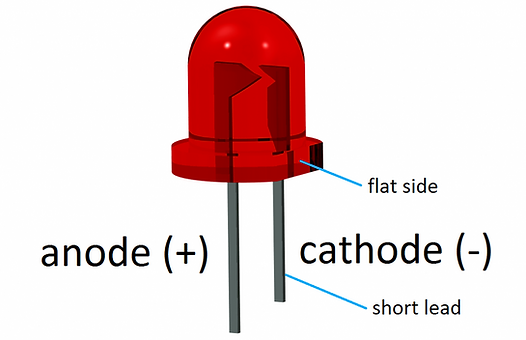 flat side
anode (+)
cathode (-)
short lead